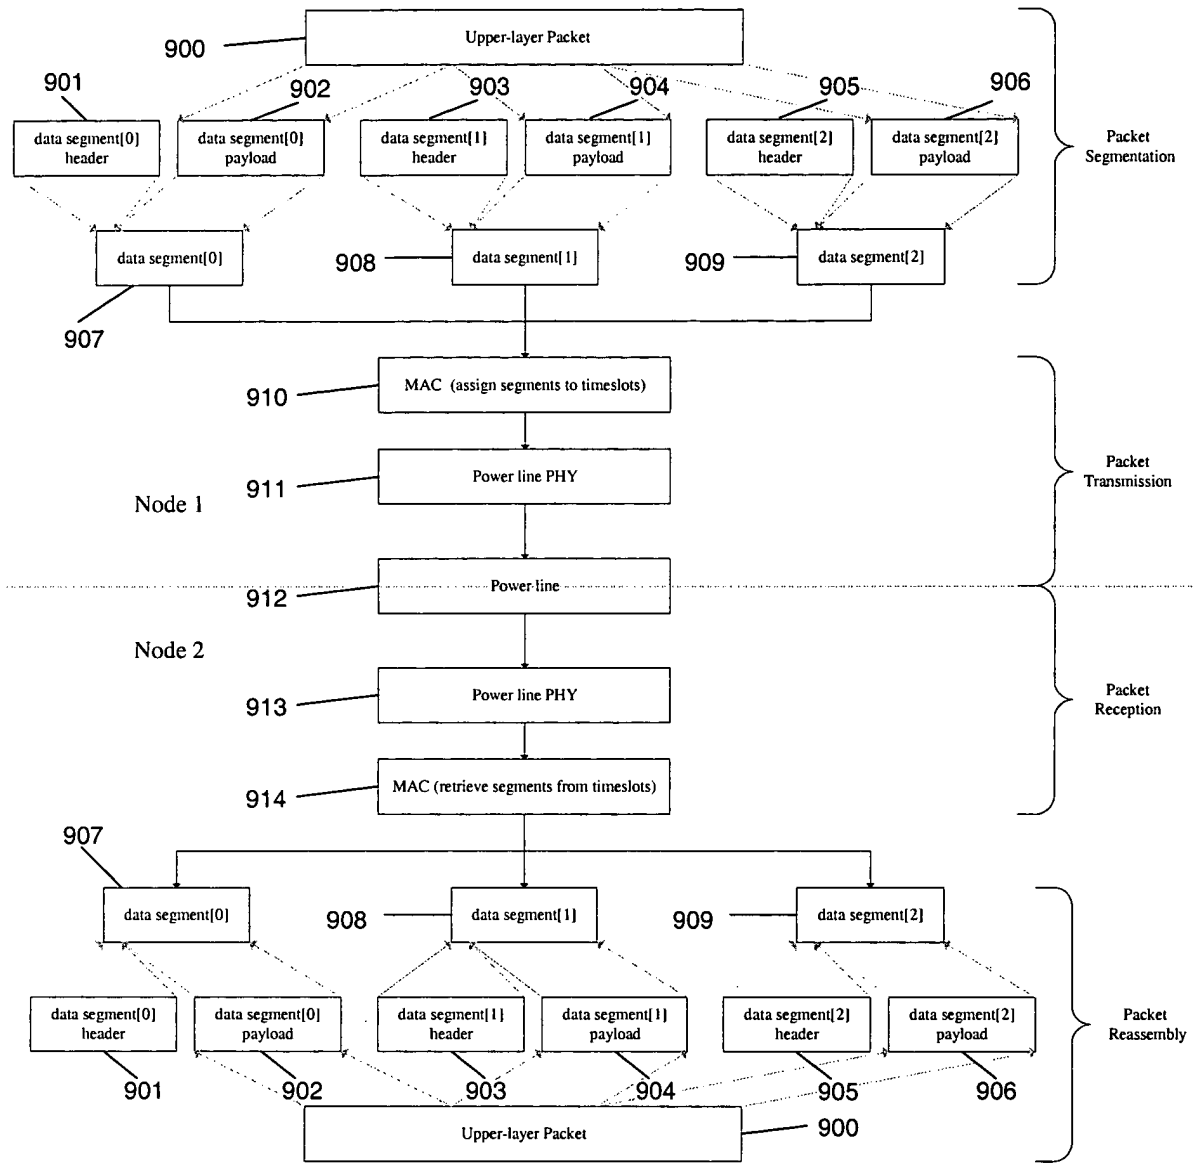 Upper-layer Packet
900
901
902
903
904
905
906
data segment[0]
header
data segment[0]
payload
data segment[1]
header
data segment[1]
payload
data segment[2]
header
data segment[2]
payload
Packet
Segmentation
data segment[0]
908
data segment[1]
909
data segment[2]
907
910
MAC (assign segments to timeslots)
911
Power line PHY
Packet
Transmission
Node 1
912
Power line
Node 2
913
Power line PHY
Packet
Reception
914
MAC (retrieve segments from timeslots)
907
data segment[0]
908
data segment[1]
909
data segment[2]
data segment[0]
header
data segment[0]
payload
data segment[1]
header
data segment[1]
payload
data segment[2]
header
data segment[2]
payload
Packet
Reassembly
901
902
903
904
905
906
Upper-layer Packet
900